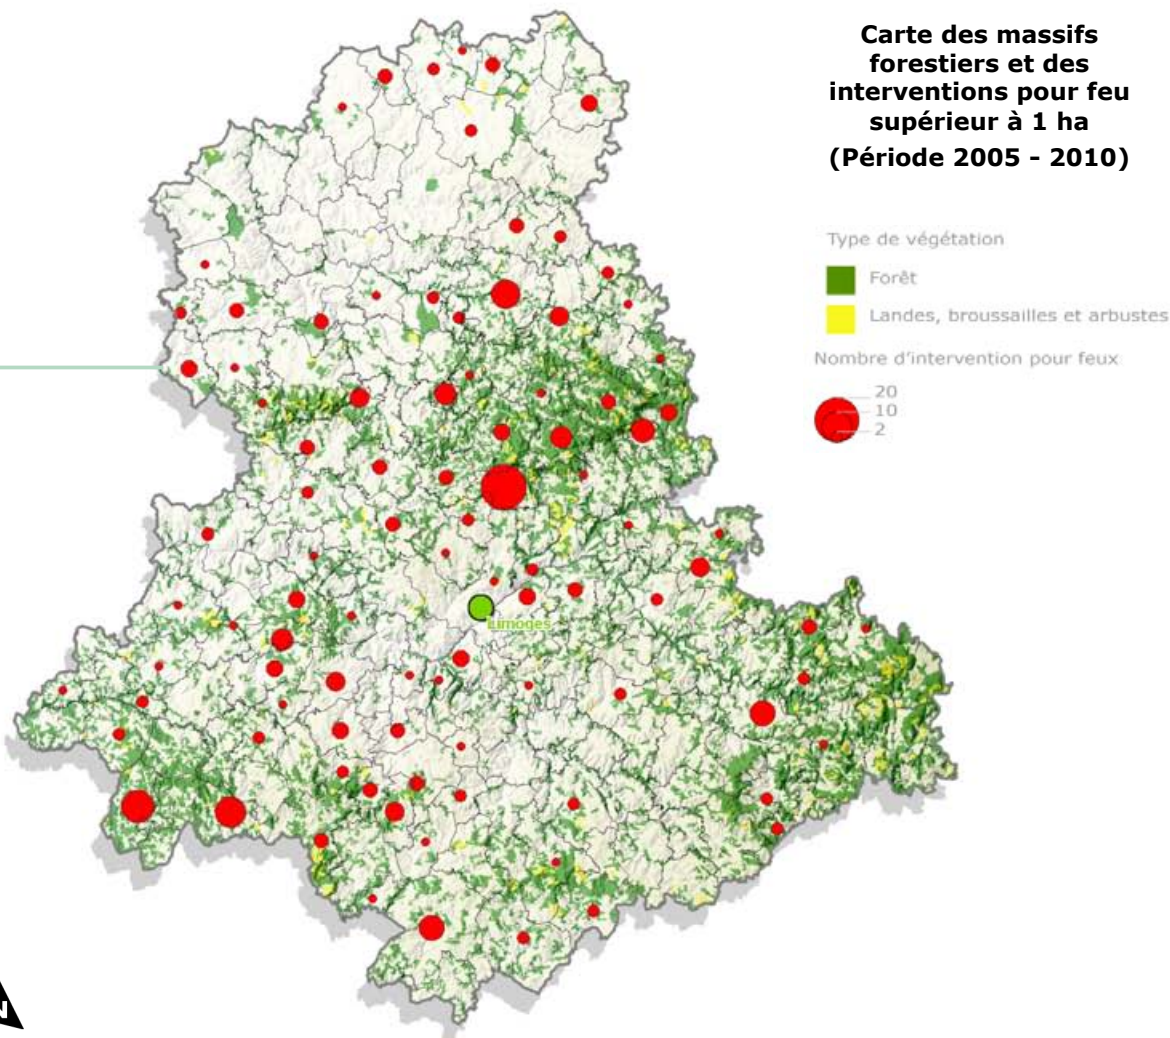 Carte des massifs
forestiers et des
interventions pour feu
supérieur à 1 ha
(Période 2005 - 2010)
Type de végétation
Forêt
Landes, broussailles et arbustes
Nombre d'intervention pour feux
20
10
2
Limoges
N